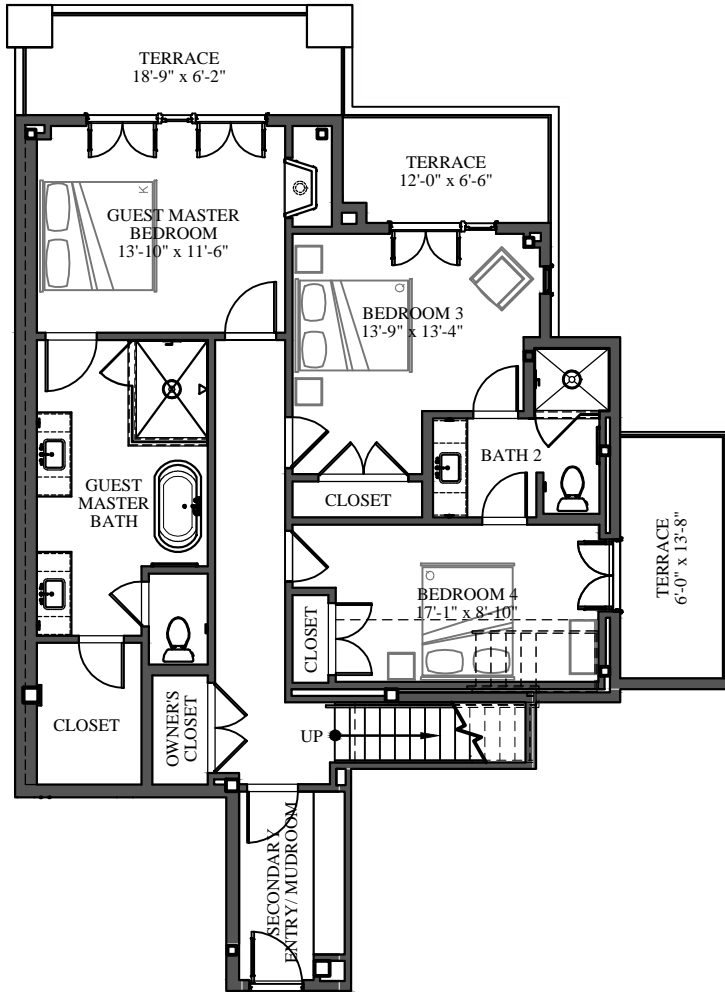 TERRACE
18'-9" x 6'-2"
TERRACE
12'-0" x 6'-6"
K
GUEST MASTER
BEDROOM
13'-10" x 11'-6"
Q
BEDROOM 3
13'-9" x 13'-4"
BATH 2
GUEST
MASTER
BATH
CLOSET
TERRACE
6'-0" x 13'-8"
BEDROOM 4
17'-1" x 8'-10"
CLOSET
CLOSET
OWNER'S
CLOSET
UP
SECONDARY
ENTRY/ MUDROOM